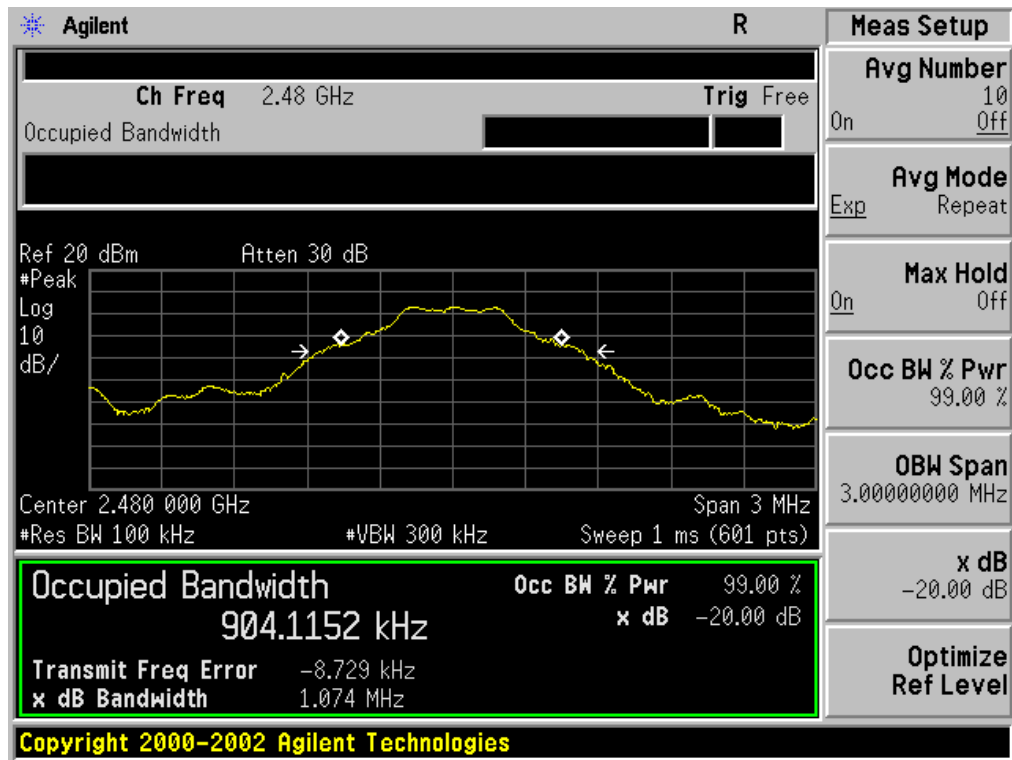 Agilent R Meas Setup
Ch Freq 2.48 GHz Trig Free
Occupied Bandwidth
Ref 20 dBm Atten 30 dB
#Peak
Log
10
dB/
Center 2.480 000 GHz Span 3 MHz
#Res BW 100 kHz #VBW 300 kHz Sweep 1 ms (601 pts)
Occupied Bandwidth Occ BW % Pwr 99.00 %
904.1152 kHz x dB -20.00 dB
Transmit Freq Error -8.729 kHz
x dB Bandwidth 1.074 MHz
Copyright 2000-2002 Agilent Technologies
Avg Number
10
On Off
Avg Mode
Exp Repeat
Max Hold
On Off
Occ BW % Pwr
99.00 %
OBW Span
3.00000000 MHz
x dB
-20.00 dB
Optimize
Ref Level